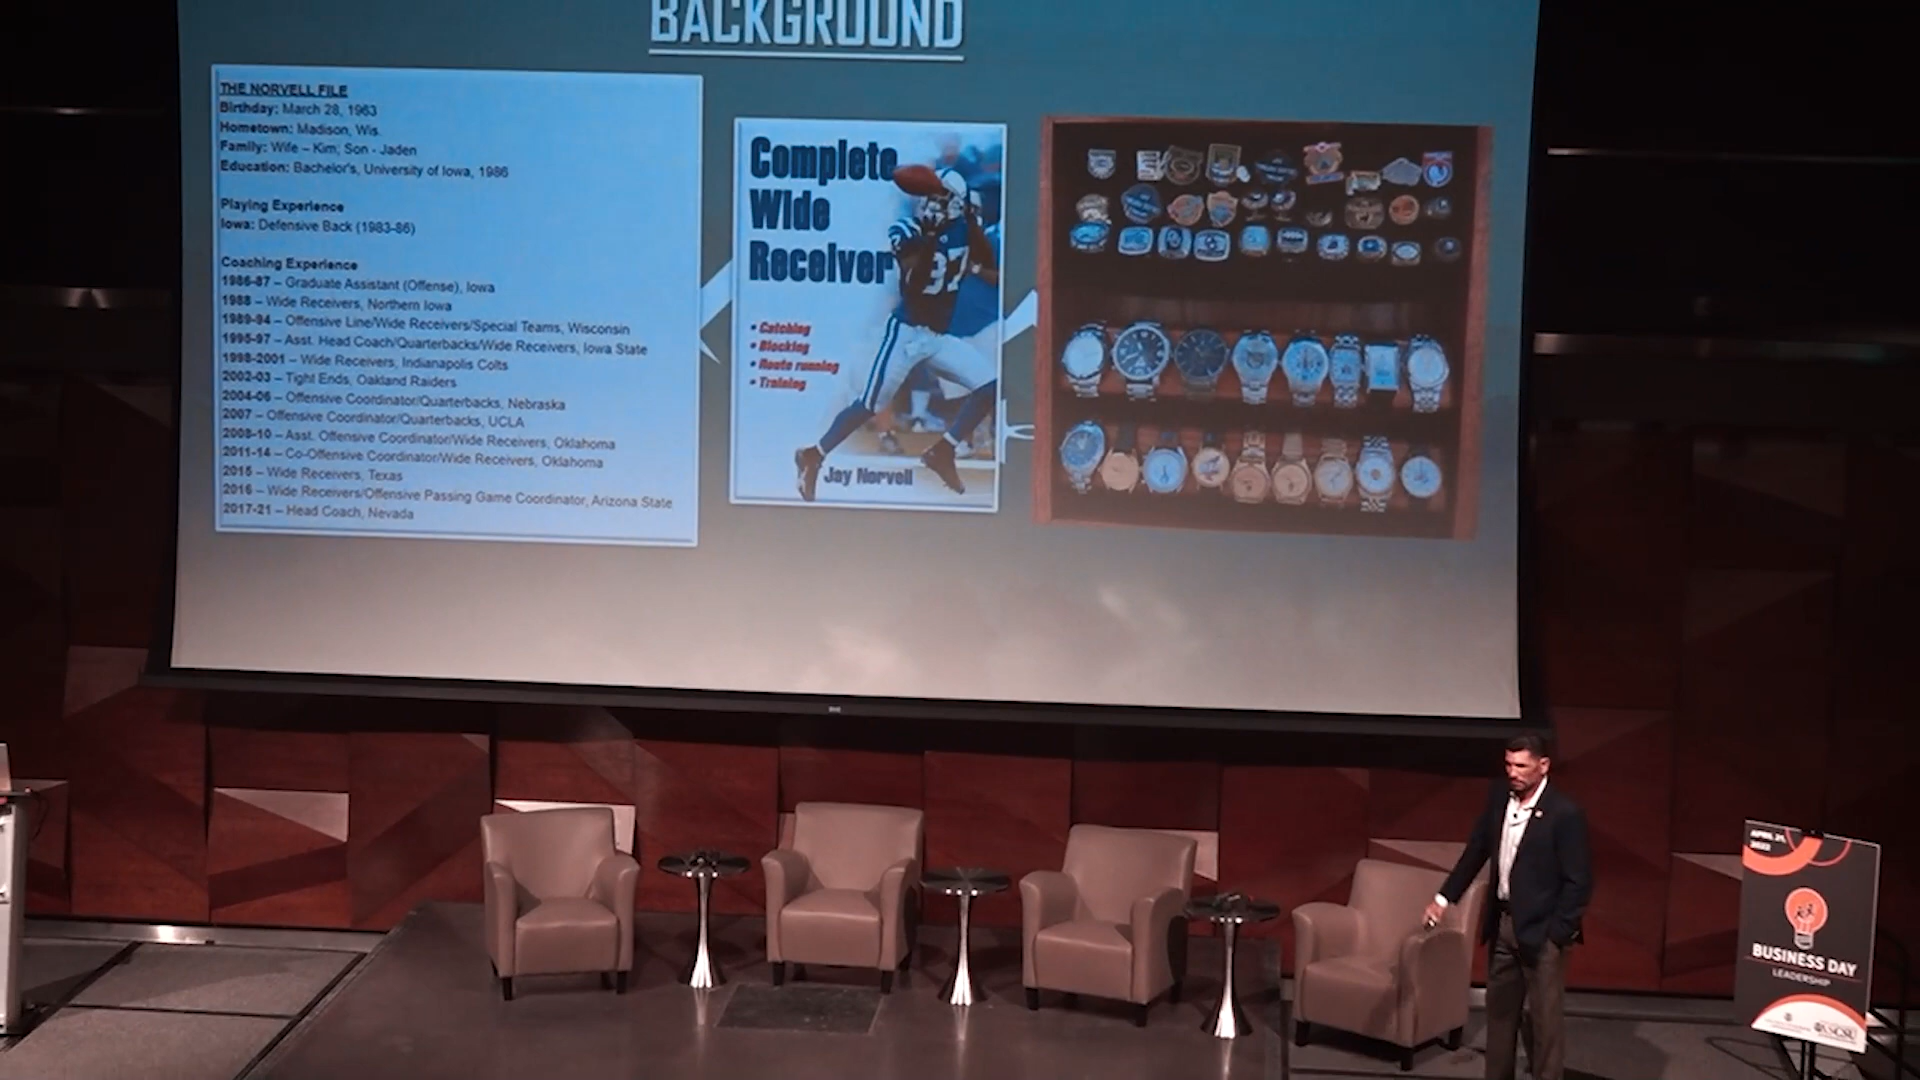 BACKGROUND
THE NORVELL FILE
Birthday: March 28, 1963
Hometown: Madison, Wis.
Family: Wife – Kim; Son - Jaden
Education: Bachelor's, University of Iowa, 1986
Playing Experience
Iowa: Defensive Back (1983-86)
Coaching Experience
1986-87 – Graduate Assistant (Offense), Iowa
1988 – Wide Receivers, Northern Iowa
1989-94 – Offensive Line/Wide Receivers/Special Teams, Wisconsin
1995-97 – Asst. Head Coach/Quarterbacks/Wide Receivers, Iowa State
1998-2001 – Wide Receivers, Indianapolis Colts
2002-03 – Tight Ends, Oakland Raiders
2004-06 – Offensive Coordinator/Quarterbacks, Nebraska
2007 – Offensive Coordinator/Quarterbacks, UCLA
2008-10 – Asst. Offensive Coordinator/Wide Receivers, Oklahoma
2011-14 – Co-Offensive Coordinator/Wide Receivers, Oklahoma
2015 – Wide Receivers, Texas
2016 – Wide Receivers/Offensive Passing Game Coordinator, Arizona State
2017-21 – Head Coach, Nevada
Complete
Wide
Receiver
87
• Catching
• Blocking
• Route running
• Training
Jay Norvell
APRIL 21,
2022
BUSINESS DAY
LEADERSHIP